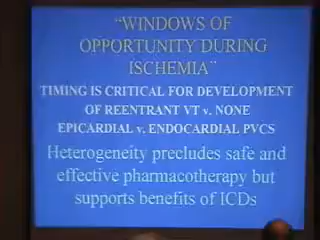 “WINDOWS OF
OPPORTUNITY DURING
ISCHEMIA”
TIMING IS CRITICAL FOR DEVELOPMENT
OF REENTRANT VT v. NONE
EPICARDIAL v. ENDOCARDIAL PVCS
Heterogeneity precludes safe and
effective pharmacotherapy but
supports benefits of ICDs